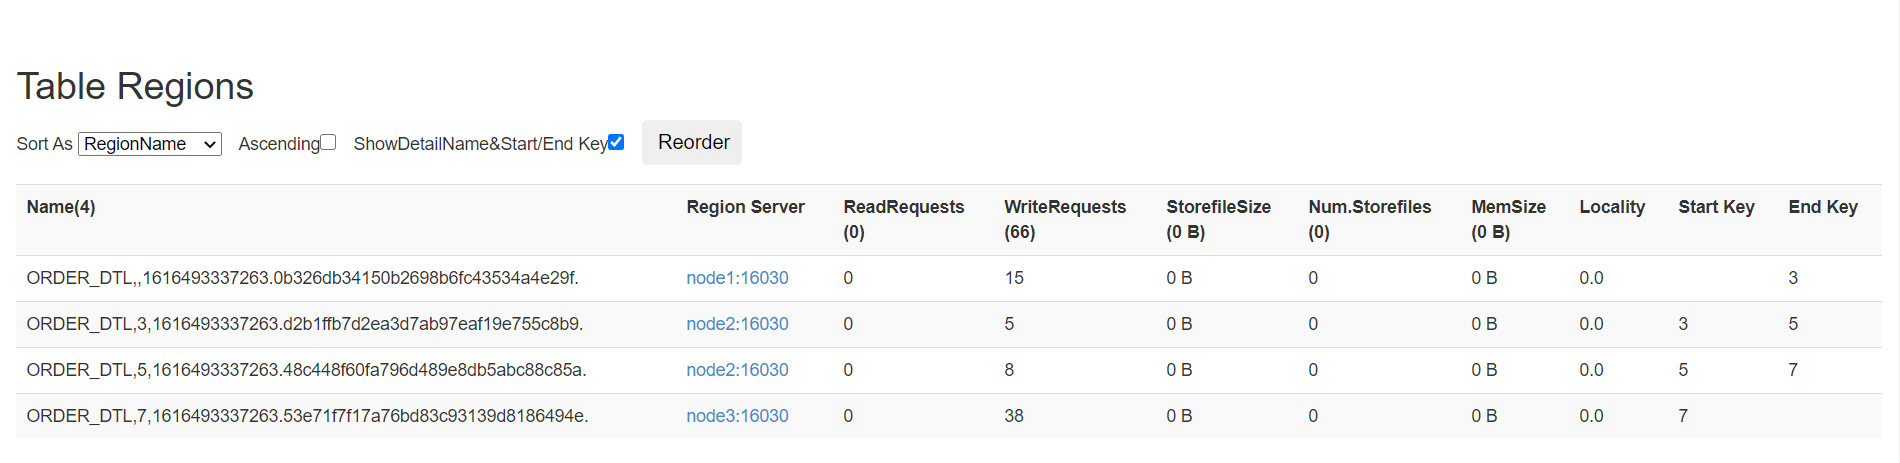 Table Regions
Sort As RegionName Ascending ShowDetailName&Start/End Key Reorder
Name(4) Region Server ReadRequests (0) WriteRequests (66) StorefileSize (0 B) Num.Storefiles (0) MemSize (0 B) Locality Start Key End Key
ORDER_DTL,,1616493337263.0b326db34150b2698b6fc43534a4e29f. node1:16030 0 15 0 B 0 0 B 0.0 3
ORDER_DTL,3,1616493337263.d2b1ffb7d2ea3d7ab97eaf19e755c8b9. node2:16030 0 5 0 B 0 0 B 0.0 3 5
ORDER_DTL,5,1616493337263.48c448f60fa796d489e8db5abc88c85a. node2:16030 0 8 0 B 0 0 B 0.0 5 7
ORDER_DTL,7,1616493337263.53e71f7f17a76bd83c93139d8186494e. node3:16030 0 38 0 B 0 0 B 0.0 7